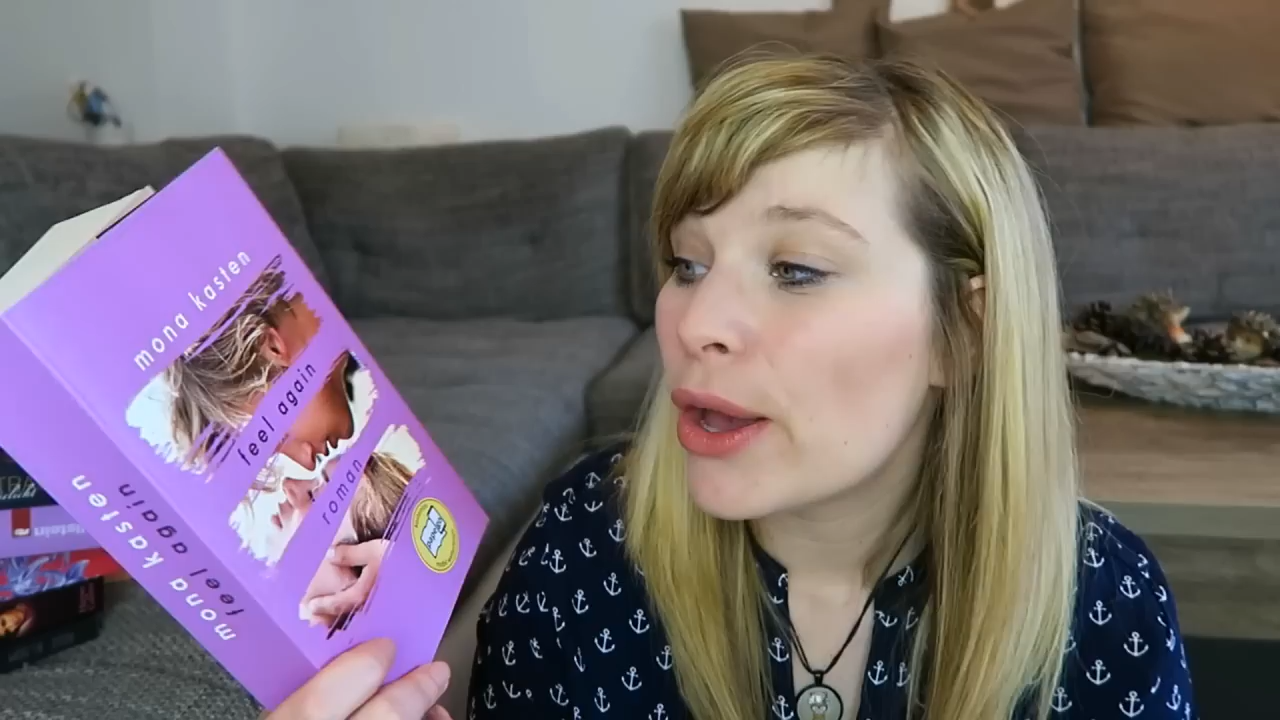 mona kasten
feel again
roman
mona kasten
feel again